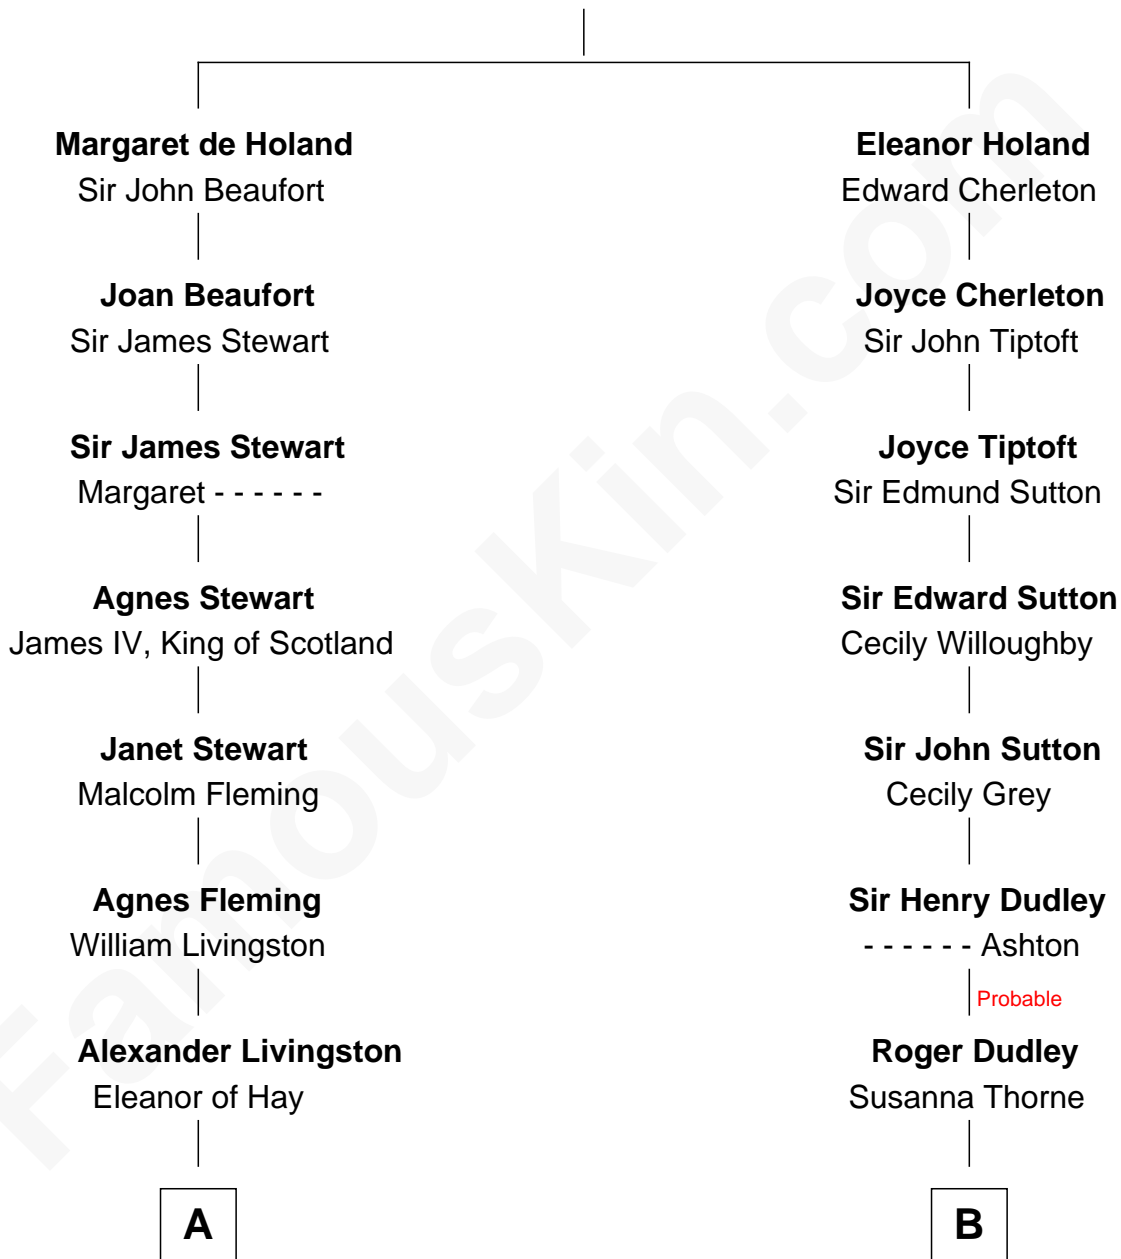 Margaret de Holand
Sir John Beaufort
Joan Beaufort
Sir James Stewart
Sir James Stewart
Margaret - - - - - -
Agnes Stewart
James IV, King of Scotland
Janet Stewart
Malcolm Fleming
Agnes Fleming
William Livingston
Alexander Livingston
Eleanor of Hay
A
Eleanor Holand
Edward Cherleton
Joyce Cherleton
Sir John Tiptoft
Joyce Tiptoft
Sir Edmund Sutton
Sir Edward Sutton
Cecily Willoughby
Sir John Sutton
Cecily Grey
Sir Henry Dudley
- - - - - - Ashton
Probable
Roger Dudley
Susanna Thorne
B
FamousKin.com